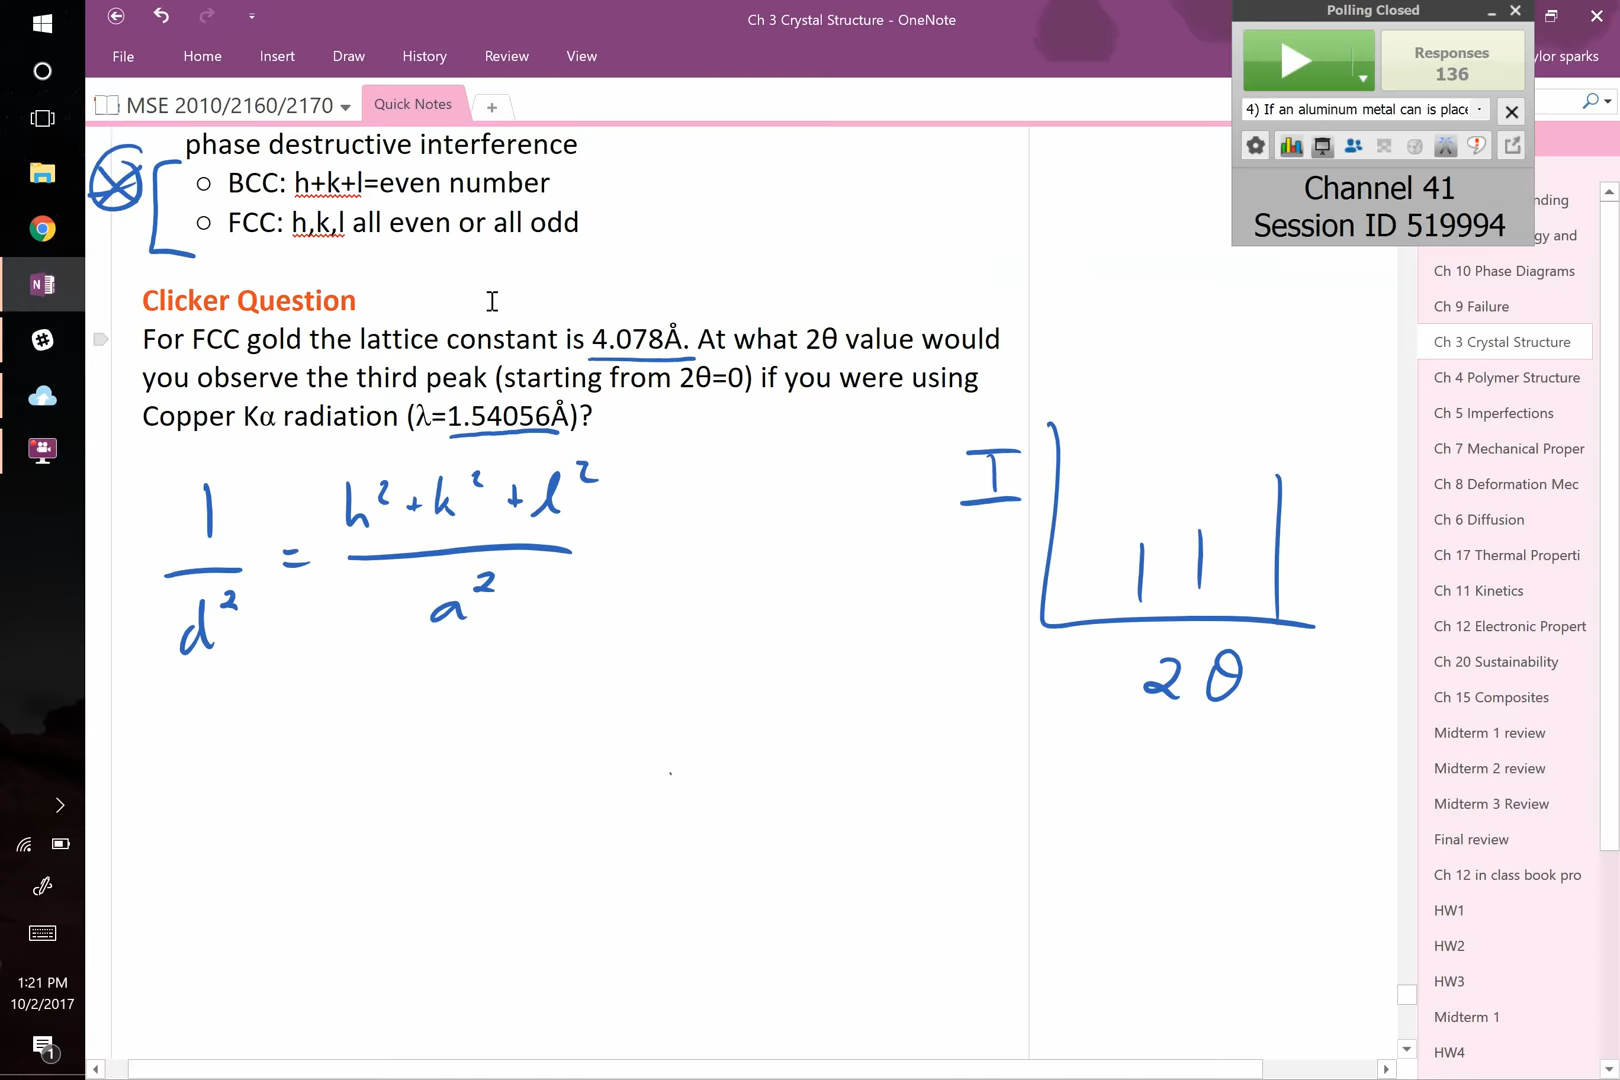 Ch 3 Crystal Structure - OneNote
Polling Closed
File Home Insert Draw History Review View
Responses
136
ylor sparks
MSE 2010/2160/2170
Quick Notes
+
4) If an aluminum metal can is place
Channel 41
Session ID 519994
phase destructive interference
BCC: h+k+l=even number
FCC: h,k,l all even or all odd
Clicker Question
For FCC gold the lattice constant is 4.078Å. At what 2θ value would
you observe the third peak (starting from 2θ=0) if you were using
Copper Kα radiation (λ=1.54056Å)?
1/d² = h²+k²+l²/a²
I
2θ
nding
gy and
Ch 10 Phase Diagrams
Ch 9 Failure
Ch 3 Crystal Structure
Ch 4 Polymer Structure
Ch 5 Imperfections
Ch 7 Mechanical Proper
Ch 8 Deformation Mec
Ch 6 Diffusion
Ch 17 Thermal Properti
Ch 11 Kinetics
Ch 12 Electronic Propert
Ch 20 Sustainability
Ch 15 Composites
Midterm 1 review
Midterm 2 review
Midterm 3 Review
Final review
Ch 12 in class book pro
HW1
HW2
HW3
Midterm 1
HW4
1:21 PM
10/2/2017
1